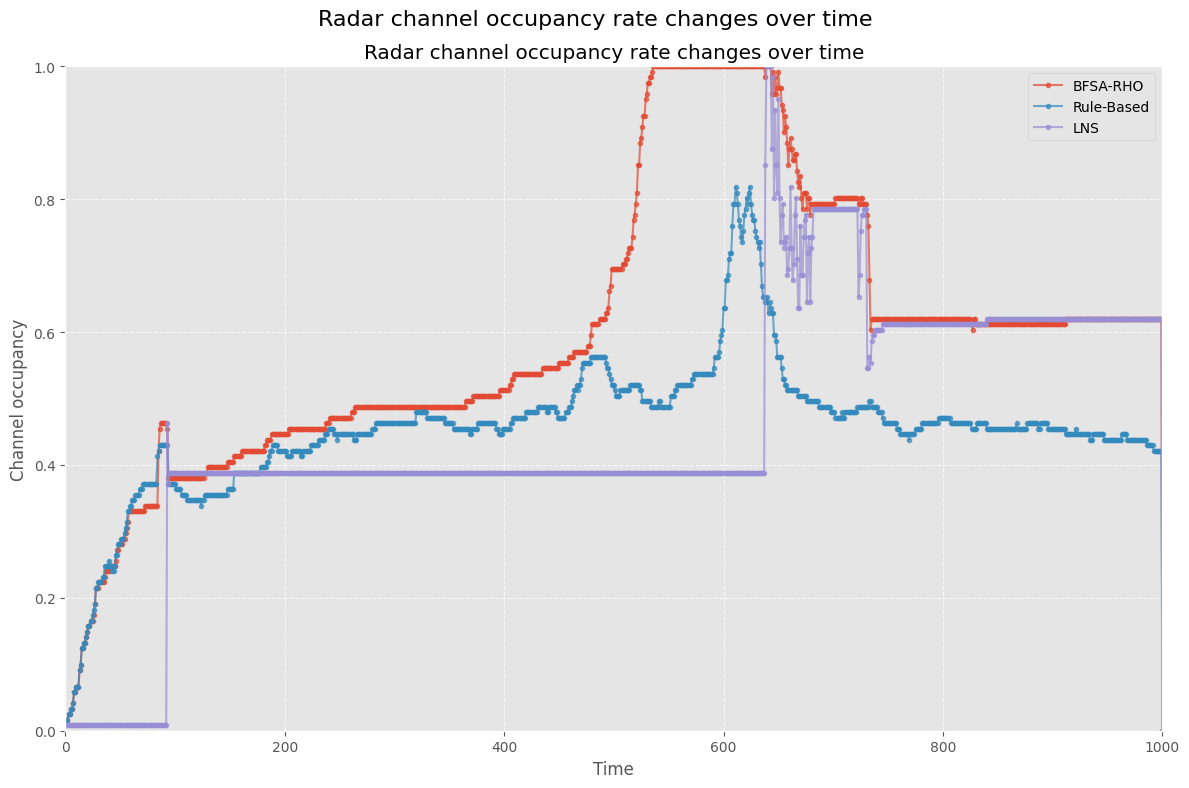 Radar channel occupancy rate changes over time
Radar channel occupancy rate changes over time
1.0
0.8
0.6
0.4
0.2
0.0
Channel occupancy
BFSA-RHO
Rule-Based
LNS
0 200 400 600 800 1000
Time